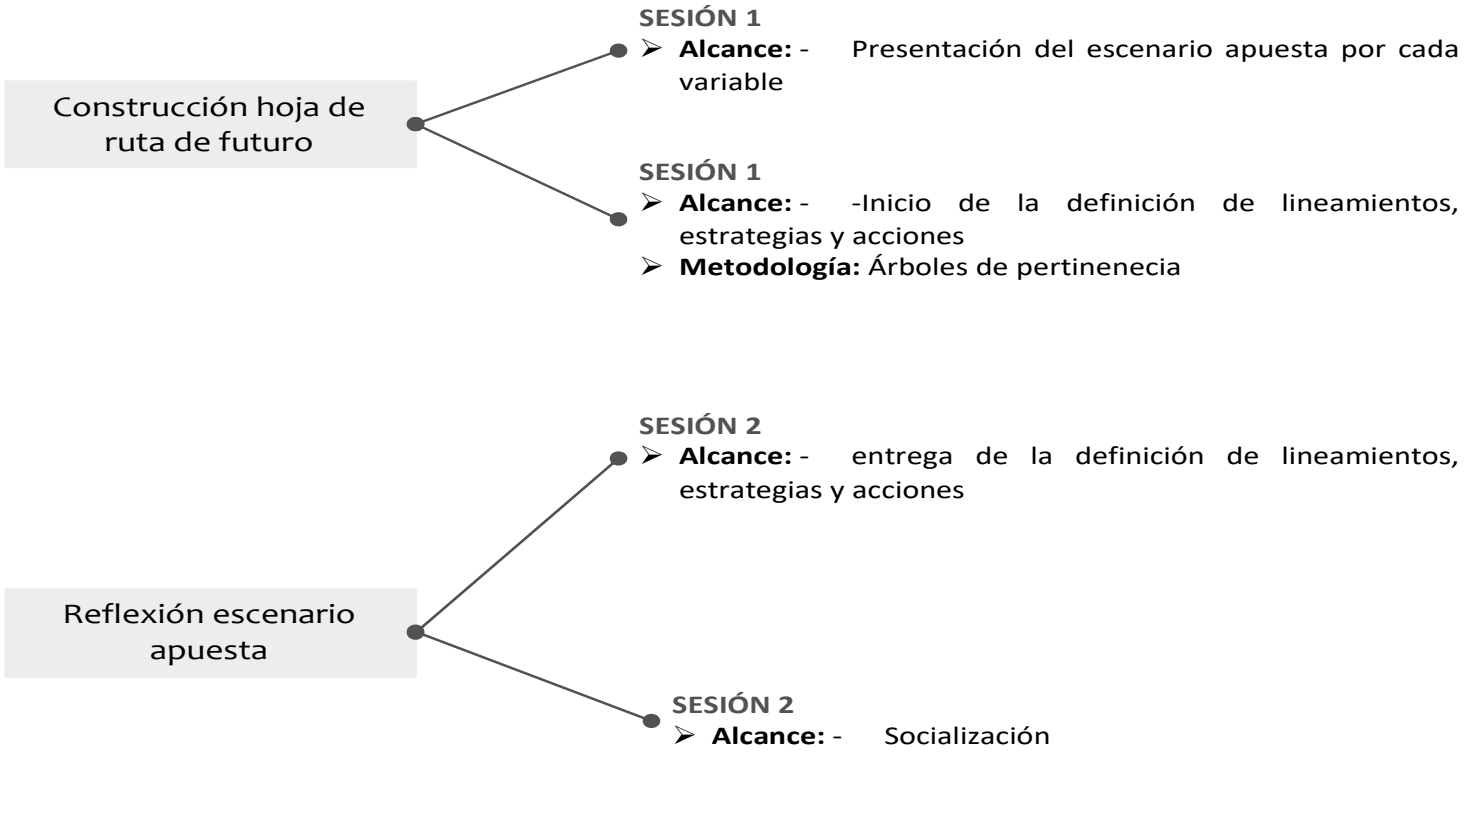 SESIÓN 1
➢ Alcance: - Presentación del escenario apuesta por cada
variable
Construcción hoja de
ruta de futuro
SESIÓN 1
➢ Alcance: - -Inicio de la definición de lineamientos,
estrategias y acciones
➢ Metodología: Árboles de pertinenecia
SESIÓN 2
➢ Alcance: - entrega de la definición de lineamientos,
estrategias y acciones
Reflexión escenario
apuesta
SESIÓN 2
➢ Alcance: - Socialización